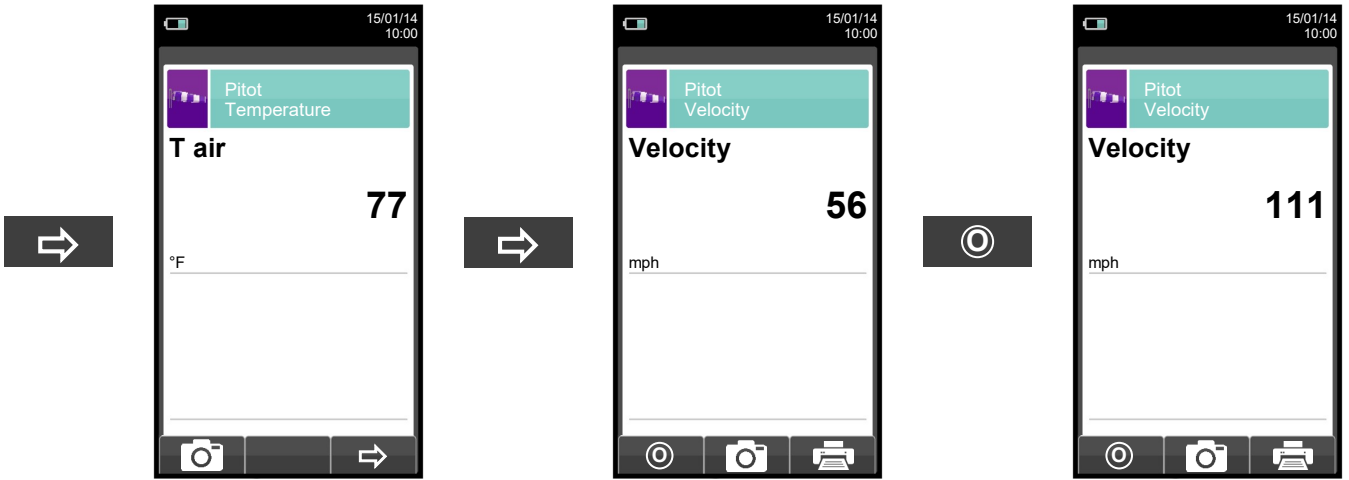 15/01/14
10:00
Pitot
Temperature
T air
77
°F
15/01/14
10:00
Pitot
Velocity
Velocity
56
mph
O
O
15/01/14
10:00
Pitot
Velocity
Velocity
111
mph
O